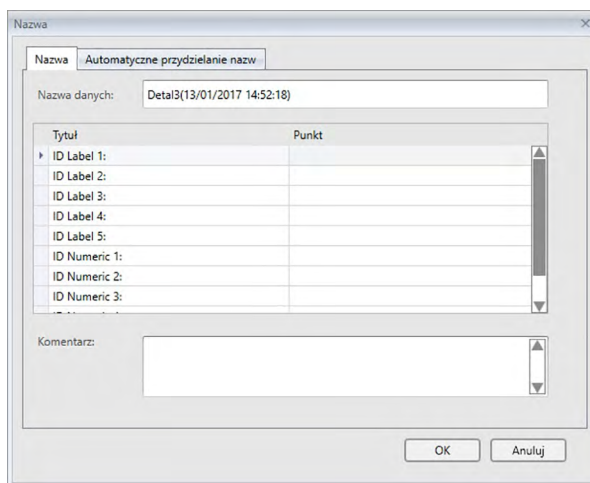 Nazwa
Nazwa Automatyczne przydzielanie nazw
Nazwa danych: Detal3(13/01/2017 14:52:18)
Tytuł Punkt
ID Label 1:
ID Label 2:
ID Label 3:
ID Label 4:
ID Label 5:
ID Numeric 1:
ID Numeric 2:
ID Numeric 3:
Komentarz:
OK Anuluj